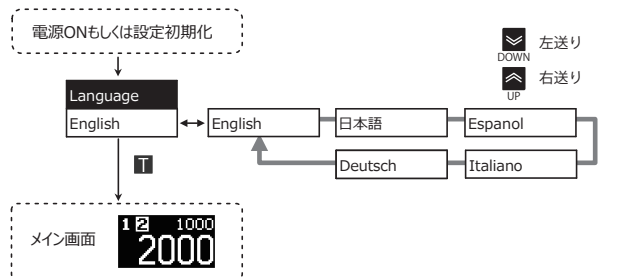 電源ONもしくは設定初期化
DOWN 左送り
UP 右送り
Language
English
English
日本語
Espanol
Deutsch
Italiano
T
メイン画面
1 2 1000
2000